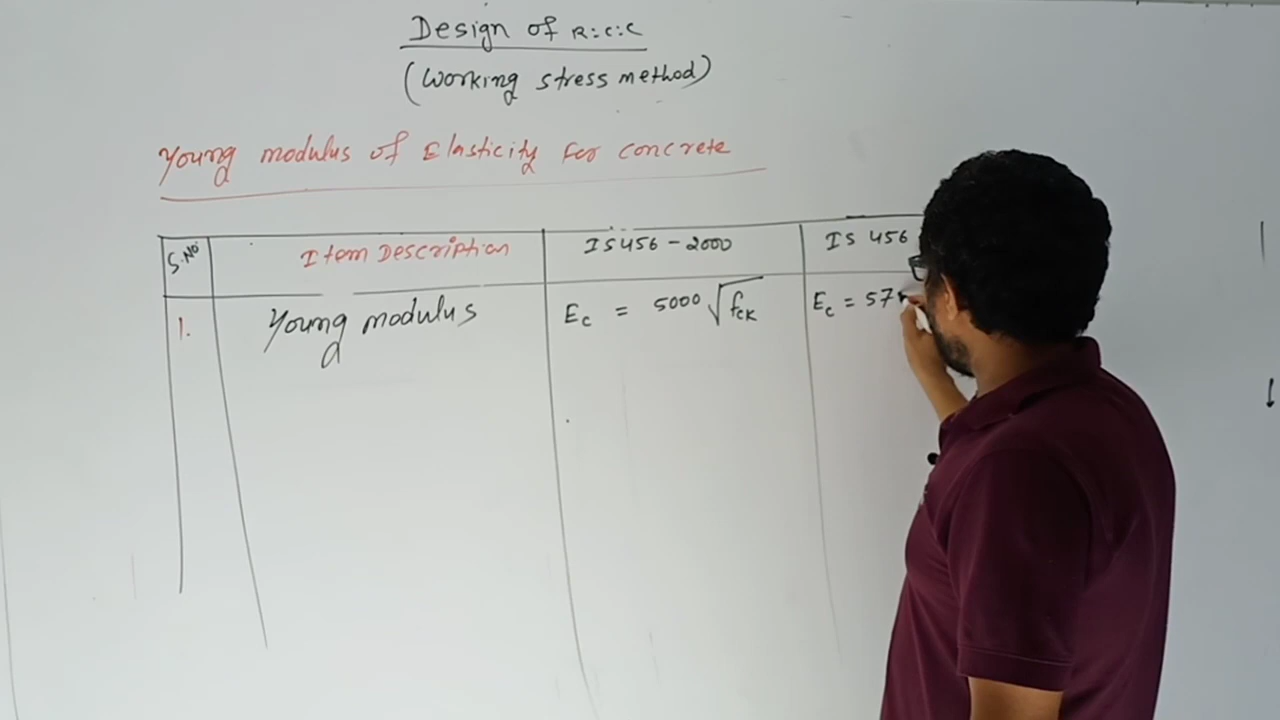 Design of R.C.C
(Working stress method)
Young modulus of Elasticity For concrete
S.No Item Description IS456-2000 IS 456
1. Young modulus Ec = 5000 √fck Ec = 57